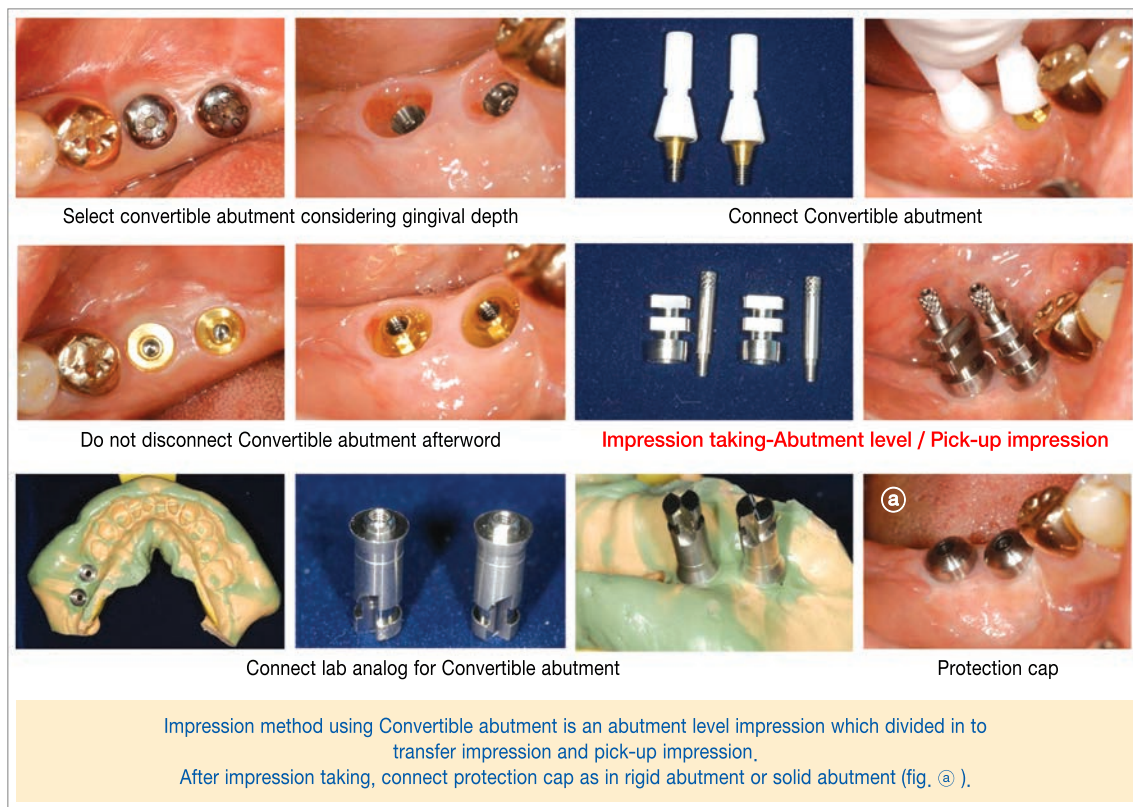 Select convertible abutment considering gingival depth
Connect Convertible abutment
Do not disconnect Convertible abutment afterword
Impression taking-Abutment level / Pick-up impression
ⓐ
Connect lab analog for Convertible abutment
Protection cap
Impression method using Convertible abutment is an abutment level impression which divided in to
transfer impression and pick-up impression.
After impression taking, connect protection cap as in rigid abutment or solid abutment (fig. ⓐ ).